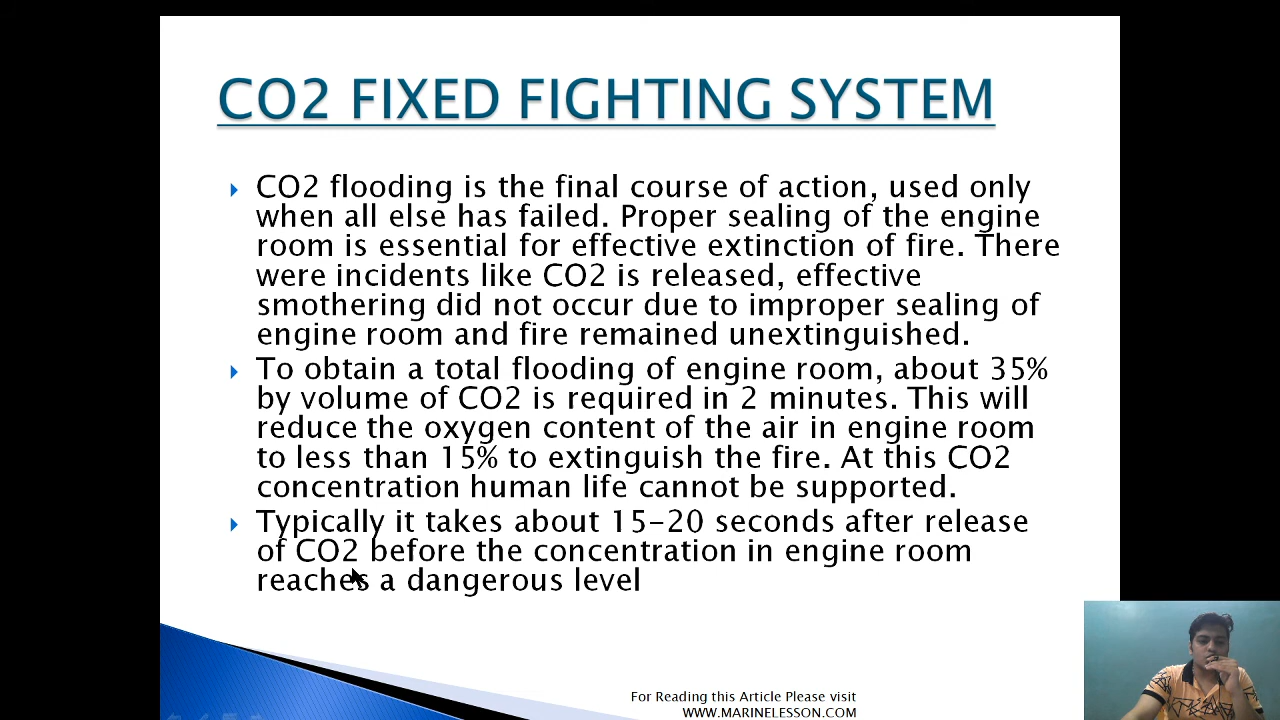 CO2 FIXED FIGHTING SYSTEM
CO2 flooding is the final course of action, used only
when all else has failed. Proper sealing of the engine
room is essential for effective extinction of fire. There
were incidents like CO2 is released, effective
smothering did not occur due to improper sealing of
engine room and fire remained unextinguished.
To obtain a total flooding of engine room, about 35%
by volume of CO2 is required in 2 minutes. This will
reduce the oxygen content of the air in engine room
to less than 15% to extinguish the fire. At this CO2
concentration human life cannot be supported.
Typically it takes about 15-20 seconds after release
of CO2 before the concentration in engine room
reaches a dangerous level
For Reading this Article Please visit
WWW.MARINELESSON.COM